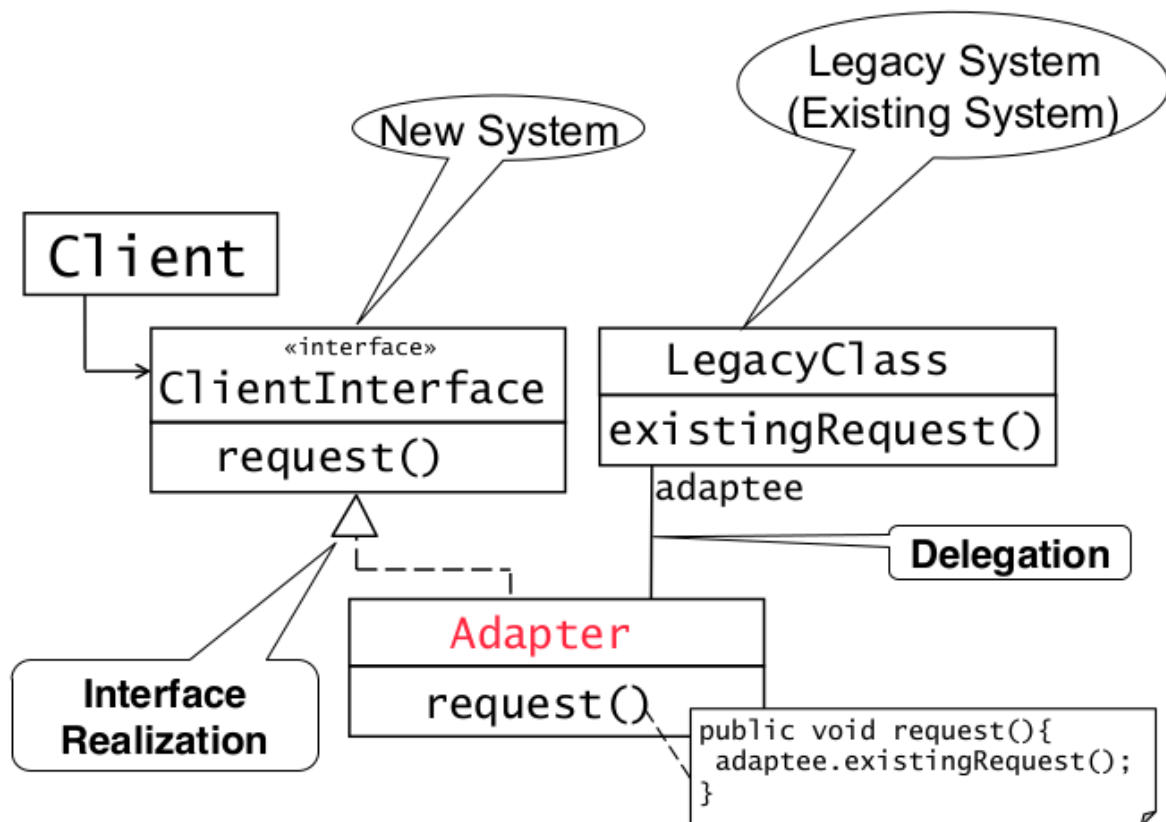 Legacy System
(Existing System)
New System
Client
«interface»
ClientInterface
request()
LegacyClass
existingRequest()
adaptee
Delegation
Adapter
request()
Interface
Realization
public void request(){
adaptee.existingRequest();
}